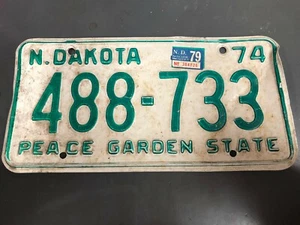 N.DAKOTA N.D. 79 74
488-733
PEACE GARDEN STATE